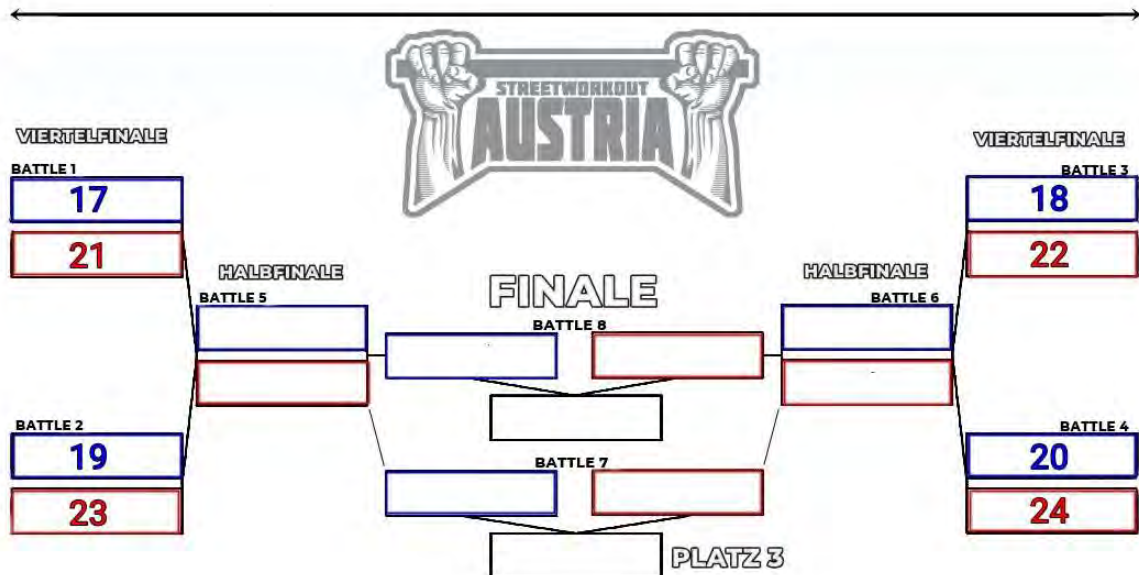 STREETWORKOUT
AUSTRIA
VIERTELFINALE
BATTLE 1
17
21
BATTLE 2
19
23
HALBFINALE
BATTLE 5
FINALE
BATTLE 8
BATTLE 7
PLATZ 3
HALBFINALE
BATTLE 6
VIERTELFINALE
BATTLE 3
18
22
BATTLE 4
20
24